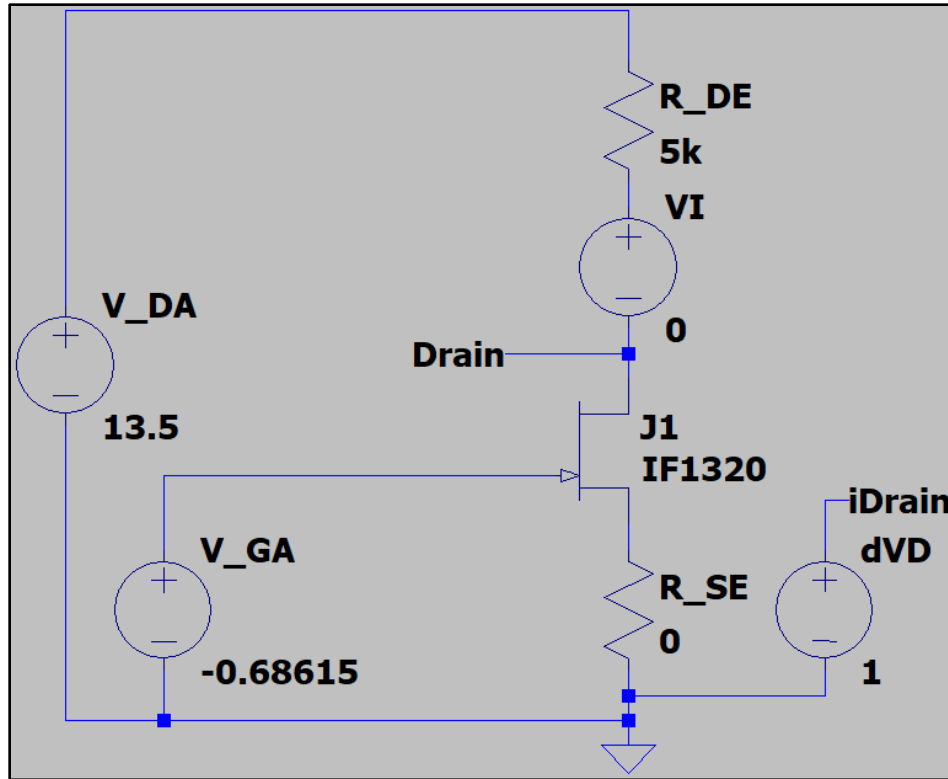 R_DE
5k
VI
0
V_DA
13.5
Drain
J1
IF1320
V_GA
-0.68615
R_SE
0
iDrain
dVD
1